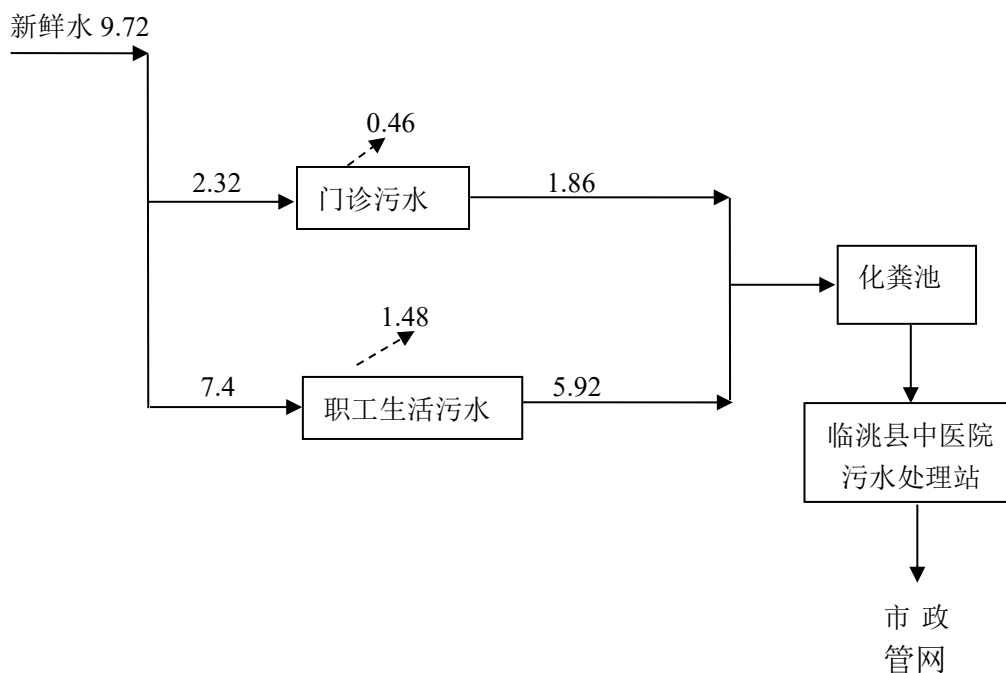 新鲜水 9.72
0.46
2.32
门诊污水
1.86
化粪池
1.48
7.4
职工生活污水
5.92
临洮县中医院
污水处理站
市 政
管网